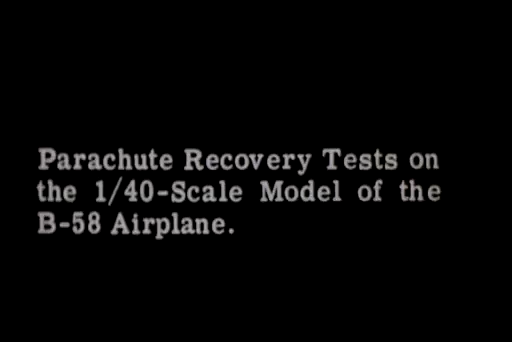 Parachute Recovery Tests on
the 1/40-Scale Model of the
B-58 Airplane.